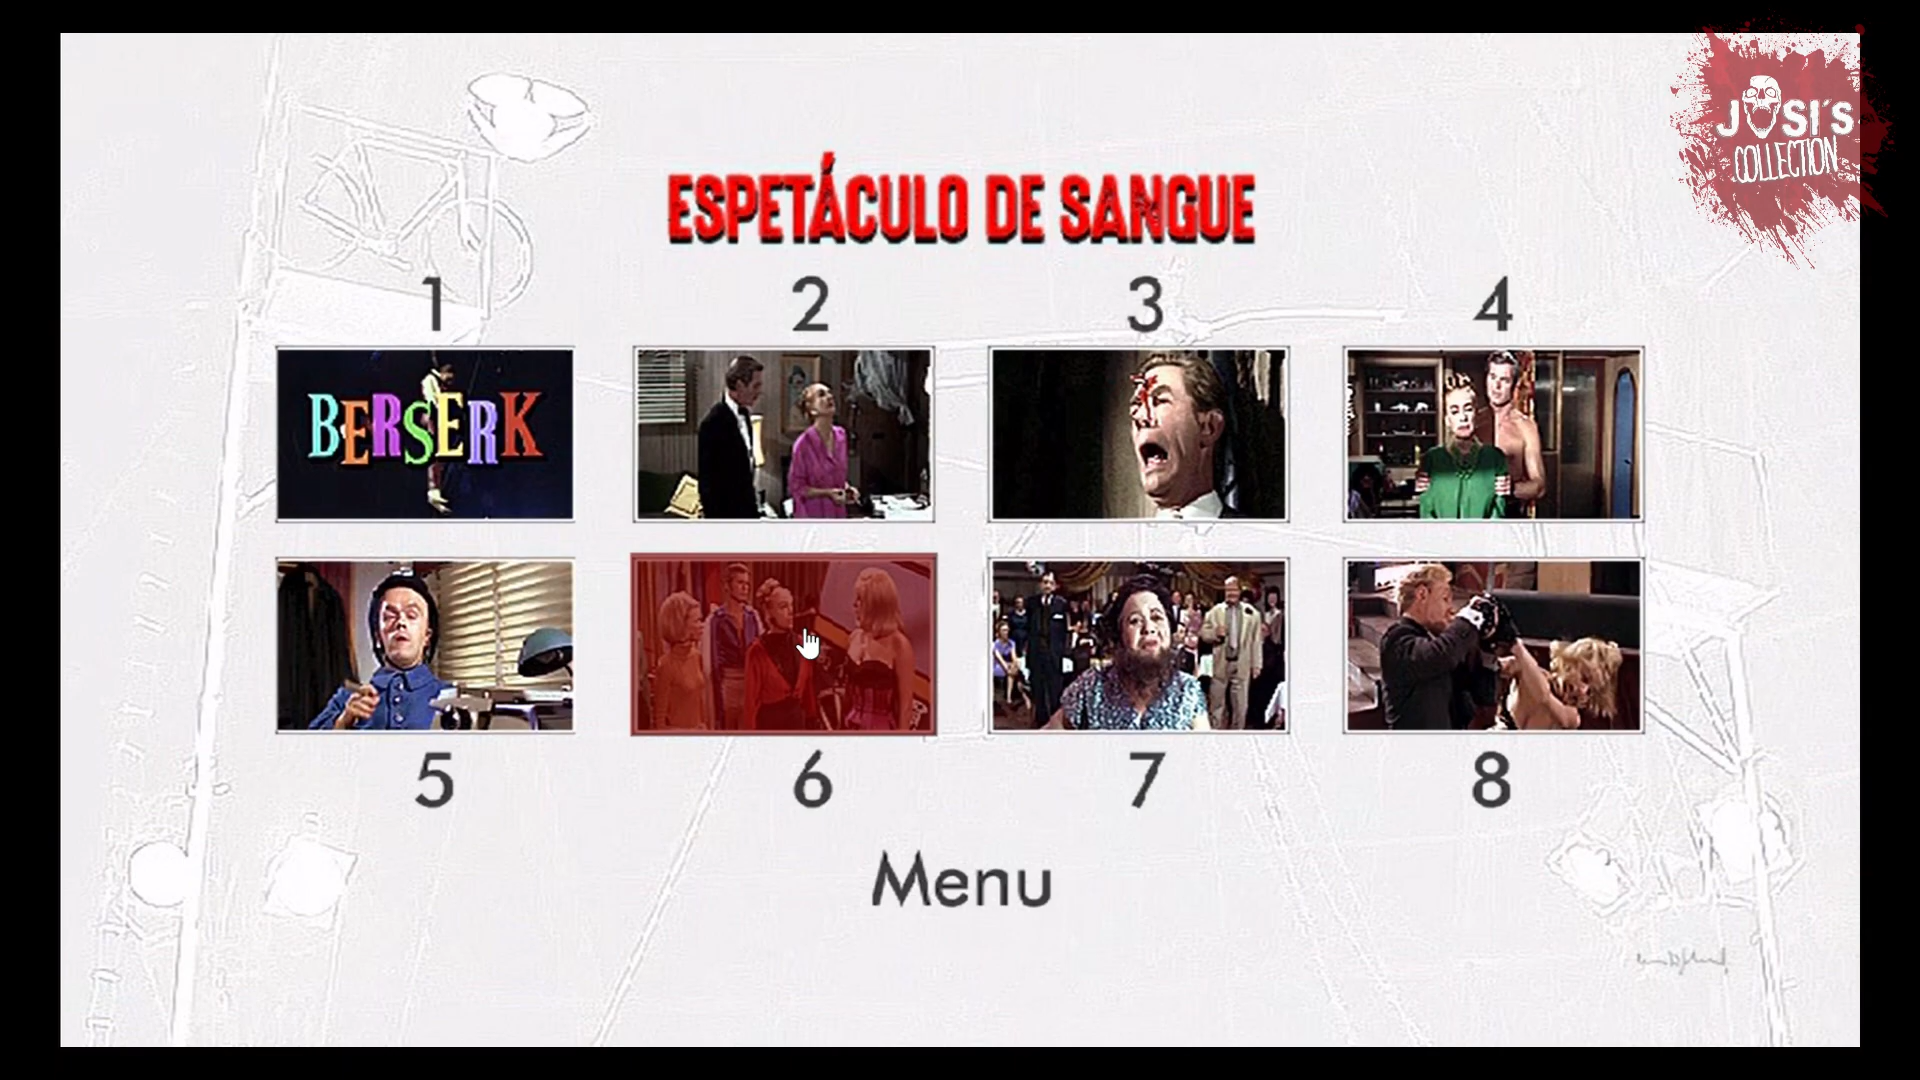 JOSI´S
COLLECTION
ESPETÁCULO DE SANGUE
1 2 3 4
BERSERK
5 6 7 8
Menu